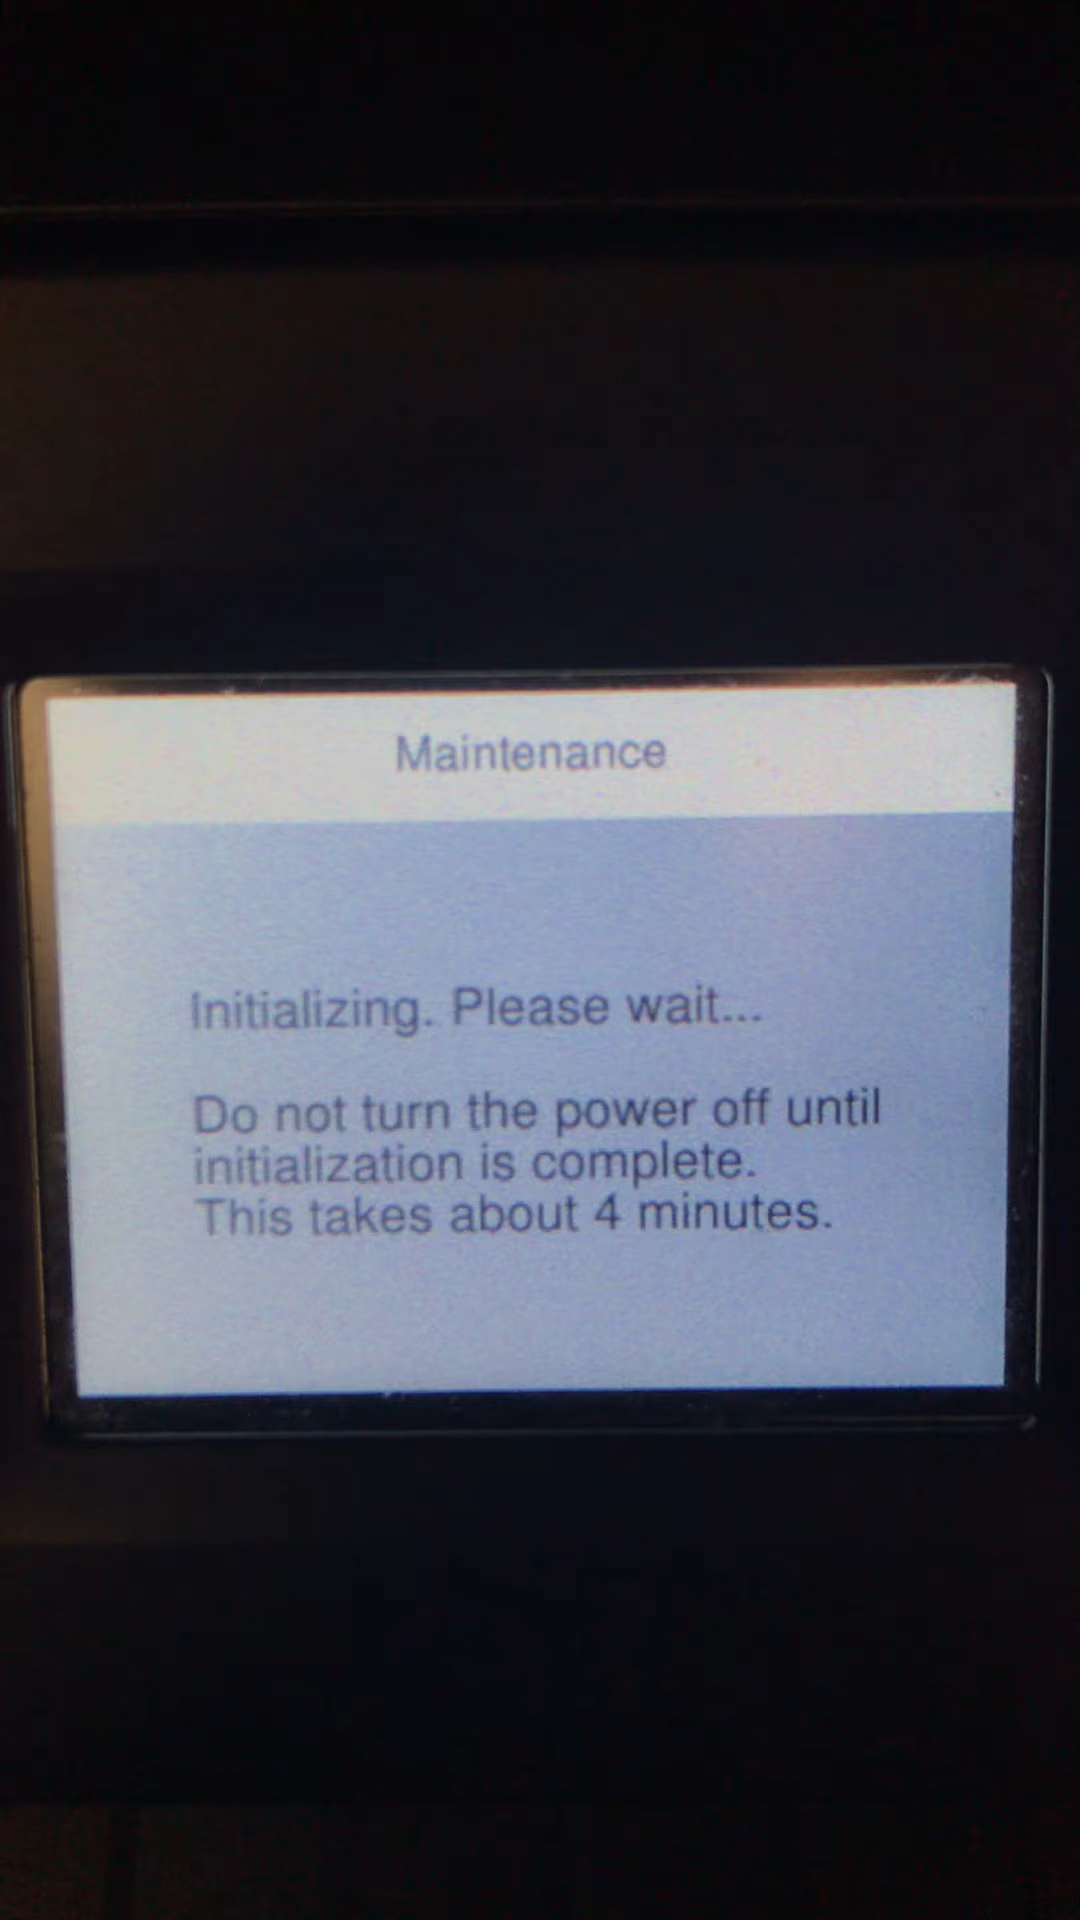 Maintenance
Initializing. Please wait...
Do not turn the power off until
initialization is complete.
This takes about 4 minutes.